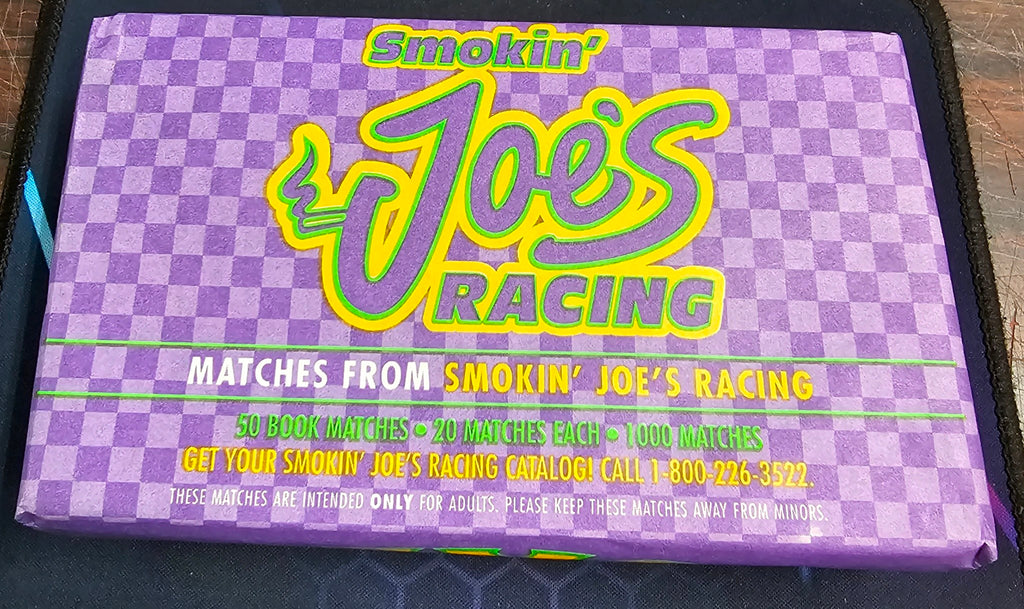 Smokin'
Joe's
RACING
MATCHES FROM SMOKIN' JOE'S RACING
50 BOOK MATCHES • 20 MATCHES EACH • 1000 MATCHES
GET YOUR SMOKIN' JOE'S RACING CATALOG! CALL 1-800-226-3522.
THESE MATCHES ARE INTENDED ONLY FOR ADULTS. PLEASE KEEP THESE MATCHES AWAY FROM MINORS.